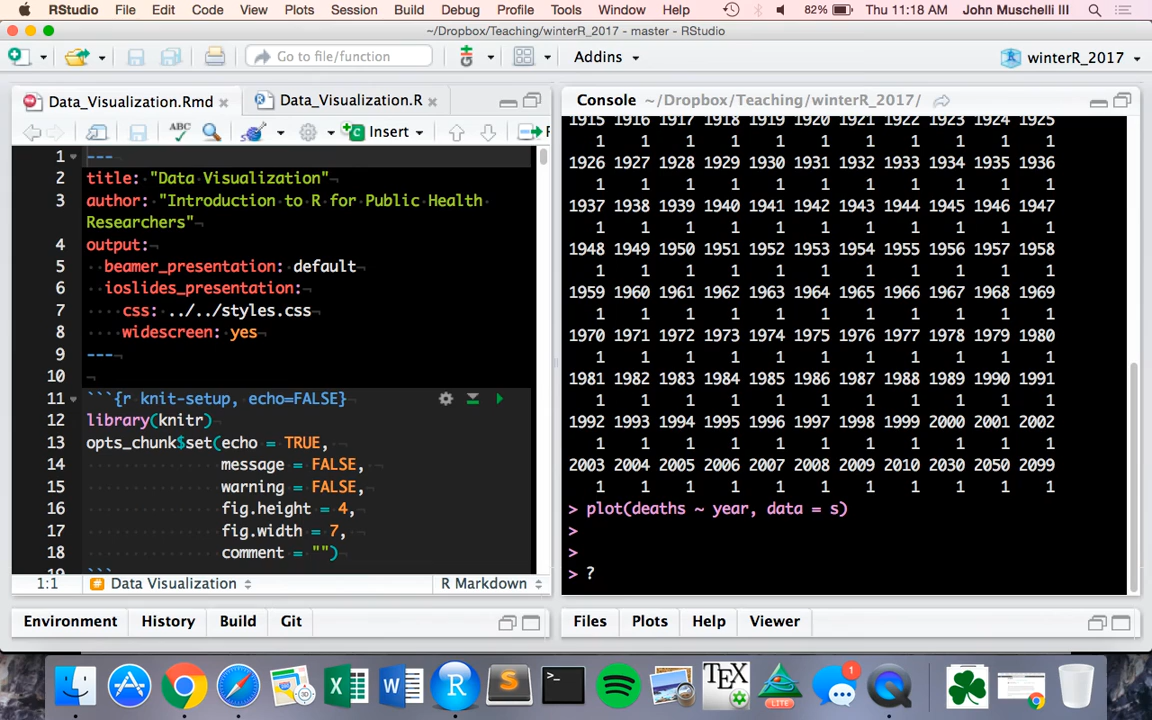 RStudio File Edit Code View Plots Session Build Debug Profile Tools Window Help 82% Thu 11:18 AM John Muschelli III
~/Dropbox/Teaching/winterR_2017 - master - RStudio
Go to file/function Addins winterR_2017
Data_Visualization.Rmd Data_Visualization.R
ABC Insert
1 ---
2 title: "Data Visualization"
3 author: "Introduction to R for Public Health
Researchers"
4 output:
5 beamer_presentation: default
6 ioslides_presentation:
7 css: ../../styles.css
8 widescreen: yes
9 ---
10
11 ```{r knit-setup, echo=FALSE}
12 library(knitr)
13 opts_chunk$set(echo = TRUE,
14 message = FALSE,
15 warning = FALSE,
16 fig.height = 4,
17 fig.width = 7,
18 comment = "")
19 ```
1:1 Data Visualization R Markdown
Environment History Build Git
Console ~/Dropbox/Teaching/winterR_2017/
1915 1916 1917 1918 1919 1920 1921 1922 1923 1924 1925
1 1 1 1 1 1 1 1 1 1 1
1926 1927 1928 1929 1930 1931 1932 1933 1934 1935 1936
1 1 1 1 1 1 1 1 1 1 1
1937 1938 1939 1940 1941 1942 1943 1944 1945 1946 1947
1 1 1 1 1 1 1 1 1 1 1
1948 1949 1950 1951 1952 1953 1954 1955 1956 1957 1958
1 1 1 1 1 1 1 1 1 1 1
1959 1960 1961 1962 1963 1964 1965 1966 1967 1968 1969
1 1 1 1 1 1 1 1 1 1 1
1970 1971 1972 1973 1974 1975 1976 1977 1978 1979 1980
1 1 1 1 1 1 1 1 1 1 1
1981 1982 1983 1984 1985 1986 1987 1988 1989 1990 1991
1 1 1 1 1 1 1 1 1 1 1
1992 1993 1994 1995 1996 1997 1998 1999 2000 2001 2002
1 1 1 1 1 1 1 1 1 1 1
2003 2004 2005 2006 2007 2008 2009 2010 2030 2050 2099
1 1 1 1 1 1 1 1 1 1 1
> plot(deaths ~ year, data = s)
>
>
> ?
Files Plots Help Viewer
X W R S >_ TEX LITE 1